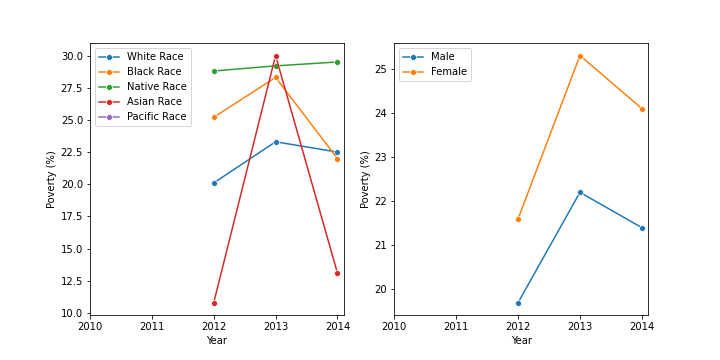 30.0
27.5
25.0
22.5
20.0
17.5
15.0
12.5
10.0
Poverty (%)
White Race
Black Race
Native Race
Asian Race
Pacific Race
2010 2011 2012 2013 2014
Year
25
24
23
22
21
20
Poverty (%)
Male
Female
2010 2011 2012 2013 2014
Year